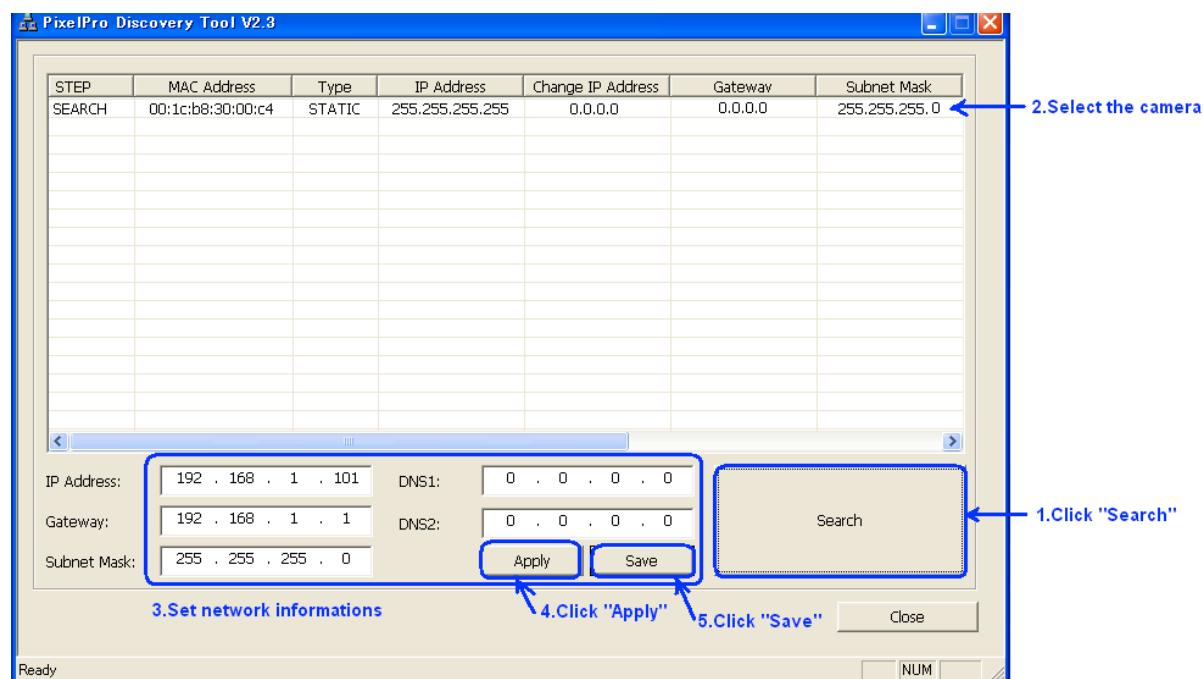 PixelPro Discovery Tool V2.3
STEP MAC Address Type IP Address Change IP Address Gateway Subnet Mask
SEARCH 00:1c:b8:30:00:c4 STATIC 255.255.255.255 0.0.0.0 0.0.0.0 255.255.255.0
2.Select the camera
IP Address: 192 . 168 . 1 . 101 DNS1: 0 . 0 . 0 . 0
Gateway: 192 . 168 . 1 . 1 DNS2: 0 . 0 . 0 . 0
Search
1.Click "Search"
Subnet Mask: 255 . 255 . 255 . 0 Apply Save
3.Set network informations
4.Click "Apply"
5.Click "Save"
Close
Ready NUM